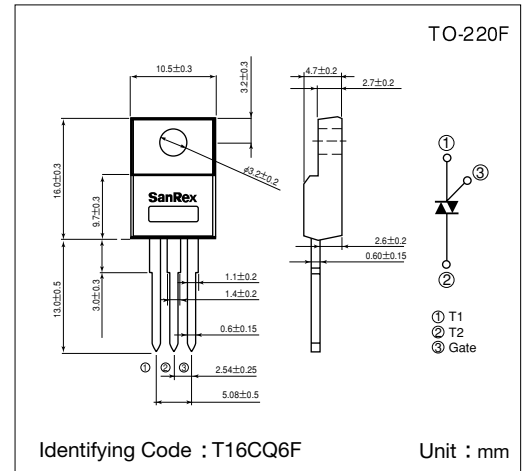 TO-220F
10.5±0.3
3.2±0.3
4.7±0.2
2.7±0.2
16.0±0.3
9.7±0.3
φ3.2±0.2
SanRex
13.0±0.5
3.0±0.3
1.1±0.2
1.4±0.2
0.6±0.15
2.54±0.25
5.08±0.5
① ② ③
2.6±0.2
0.60±0.15
①
③
②
① T1
② T2
③ Gate
Identifying Code：T16CQ6F
Unit：mm